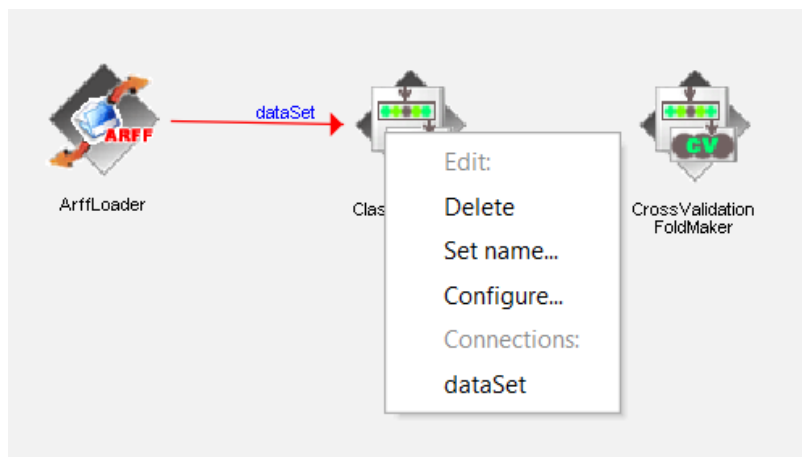 dataSet
ARFF
ArffLoader
Clas
CV
CrossValidation
FoldMaker
Edit:
Delete
Set name...
Configure...
Connections:
dataSet